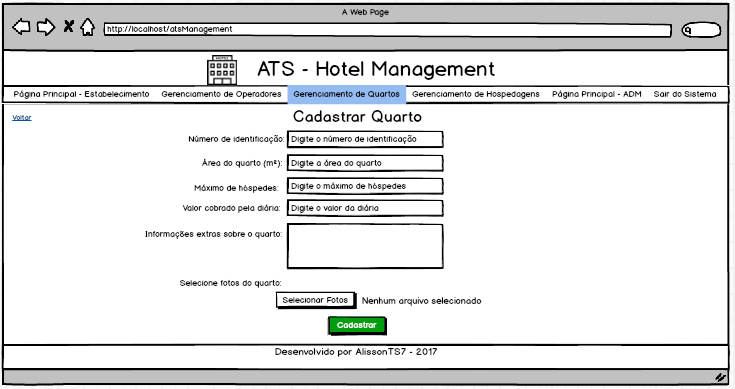 A Web Page
http://localhost/atsManagement
HOTEL
ATS - Hotel Management
Página Principal - Estabelecimento Gerenciamento de Operadores Gerenciamento de Quartos Gerenciamento de Hospedagens Página Principal - ADM Sair do Sistema
Voltar
Cadastrar Quarto
Número de identificação: Digite o número de identificação
Área do quarto (m²): Digite a área do quarto
Máximo de hóspedes: Digite o máximo de hóspedes
Valor cobrado pela diária: Digite o valor da diária
Informações extras sobre o quarto:
Selecione fotos do quarto:
Selecionar Fotos Nenhum arquivo selecionado
Cadastrar
Desenvolvido por AlissonTS7 - 2017